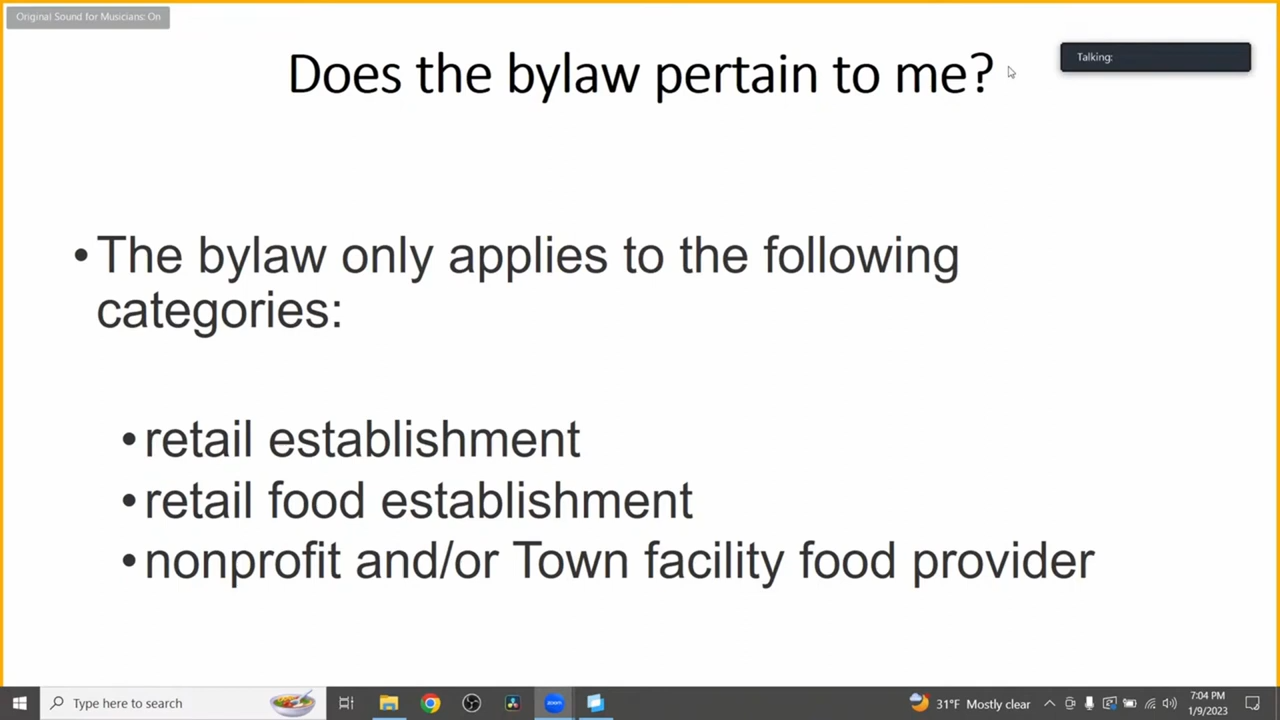 Original Sound for Musicians: On
Does the bylaw pertain to me?
Talking:
• The bylaw only applies to the following
categories:
• retail establishment
• retail food establishment
• nonprofit and/or Town facility food provider
Type here to search
zoom
31°F Mostly clear
7:04 PM
1/9/2023